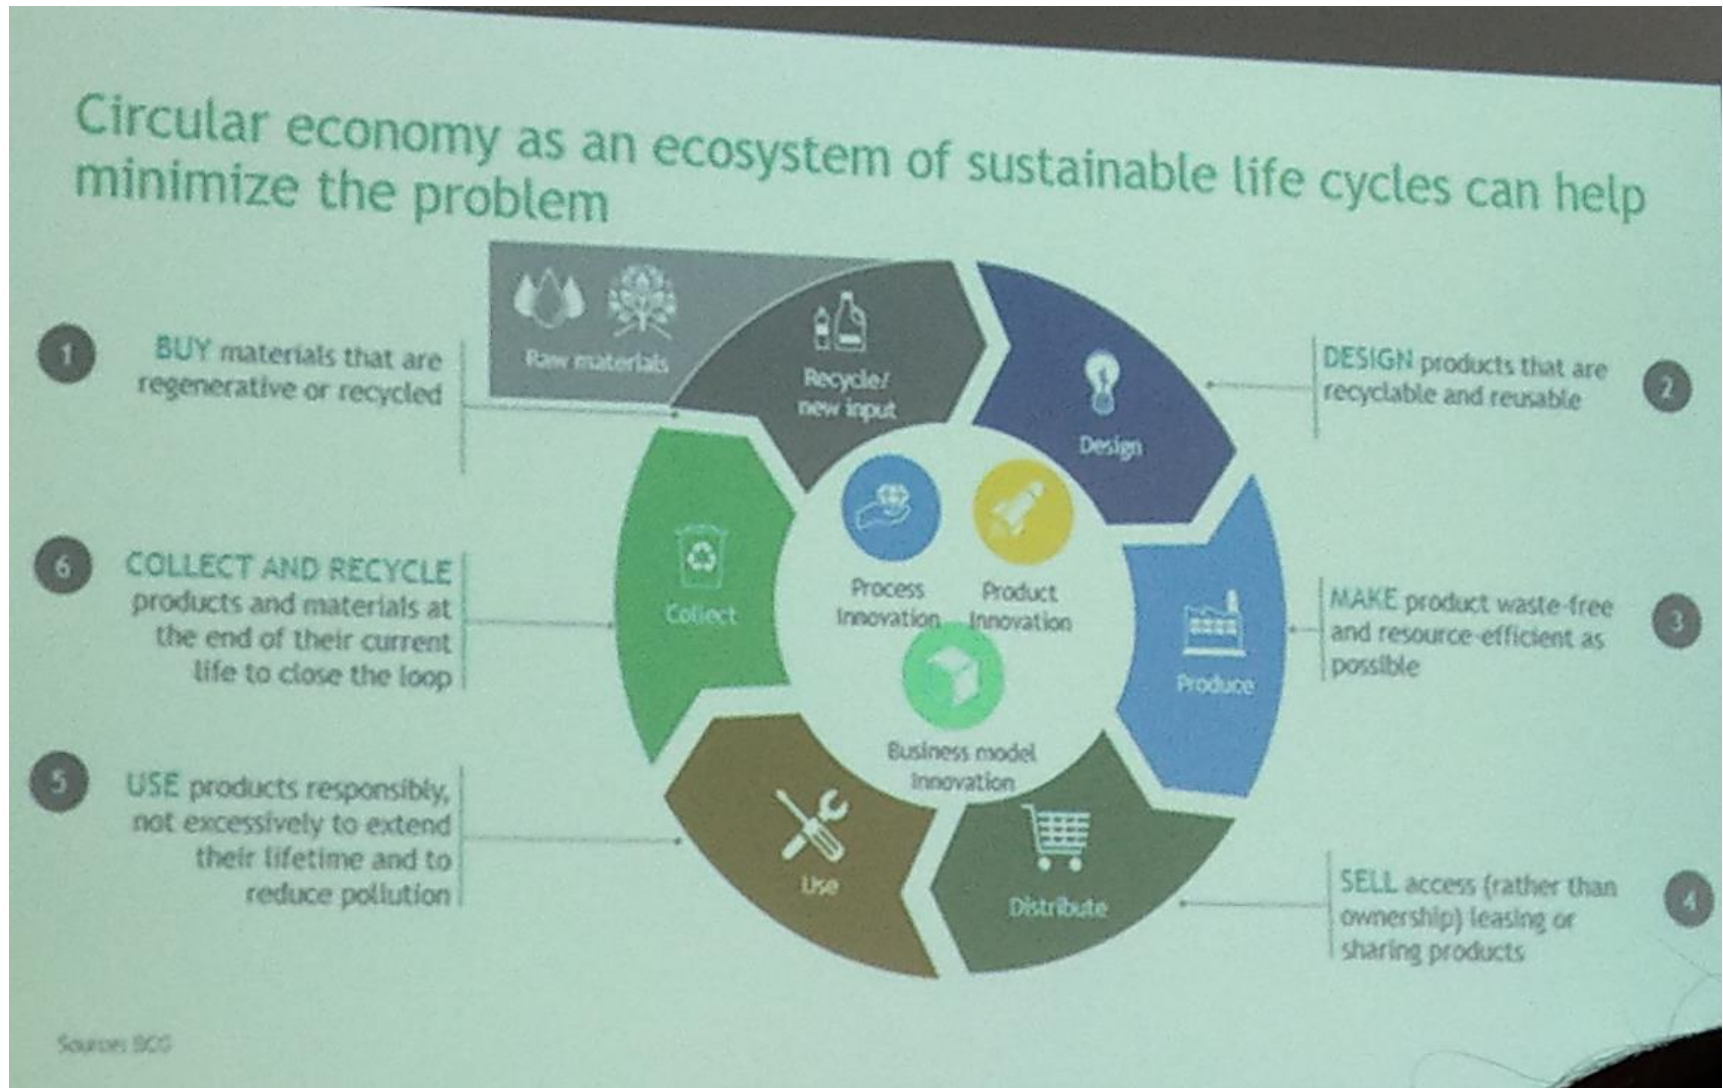 Circular economy as an ecosystem of sustainable life cycles can help
minimize the problem
1
BUY materials that are
regenerative or recycled
Raw materials
Recycle/
new input
Design
DESIGN products that are
recyclable and reusable
2
Produce
MAKE product waste-free
and resource-efficient as
possible
3
Distribute
SELL access (rather than
ownership) leasing or
sharing products
4
Use
5
USE products responsibly,
not excessively to extend
their lifetime and to
reduce pollution
Collect
6
COLLECT AND RECYCLE
products and materials at
the end of their current
life to close the loop
Process
Innovation
Product
Innovation
Business model
Innovation
Source: BCG